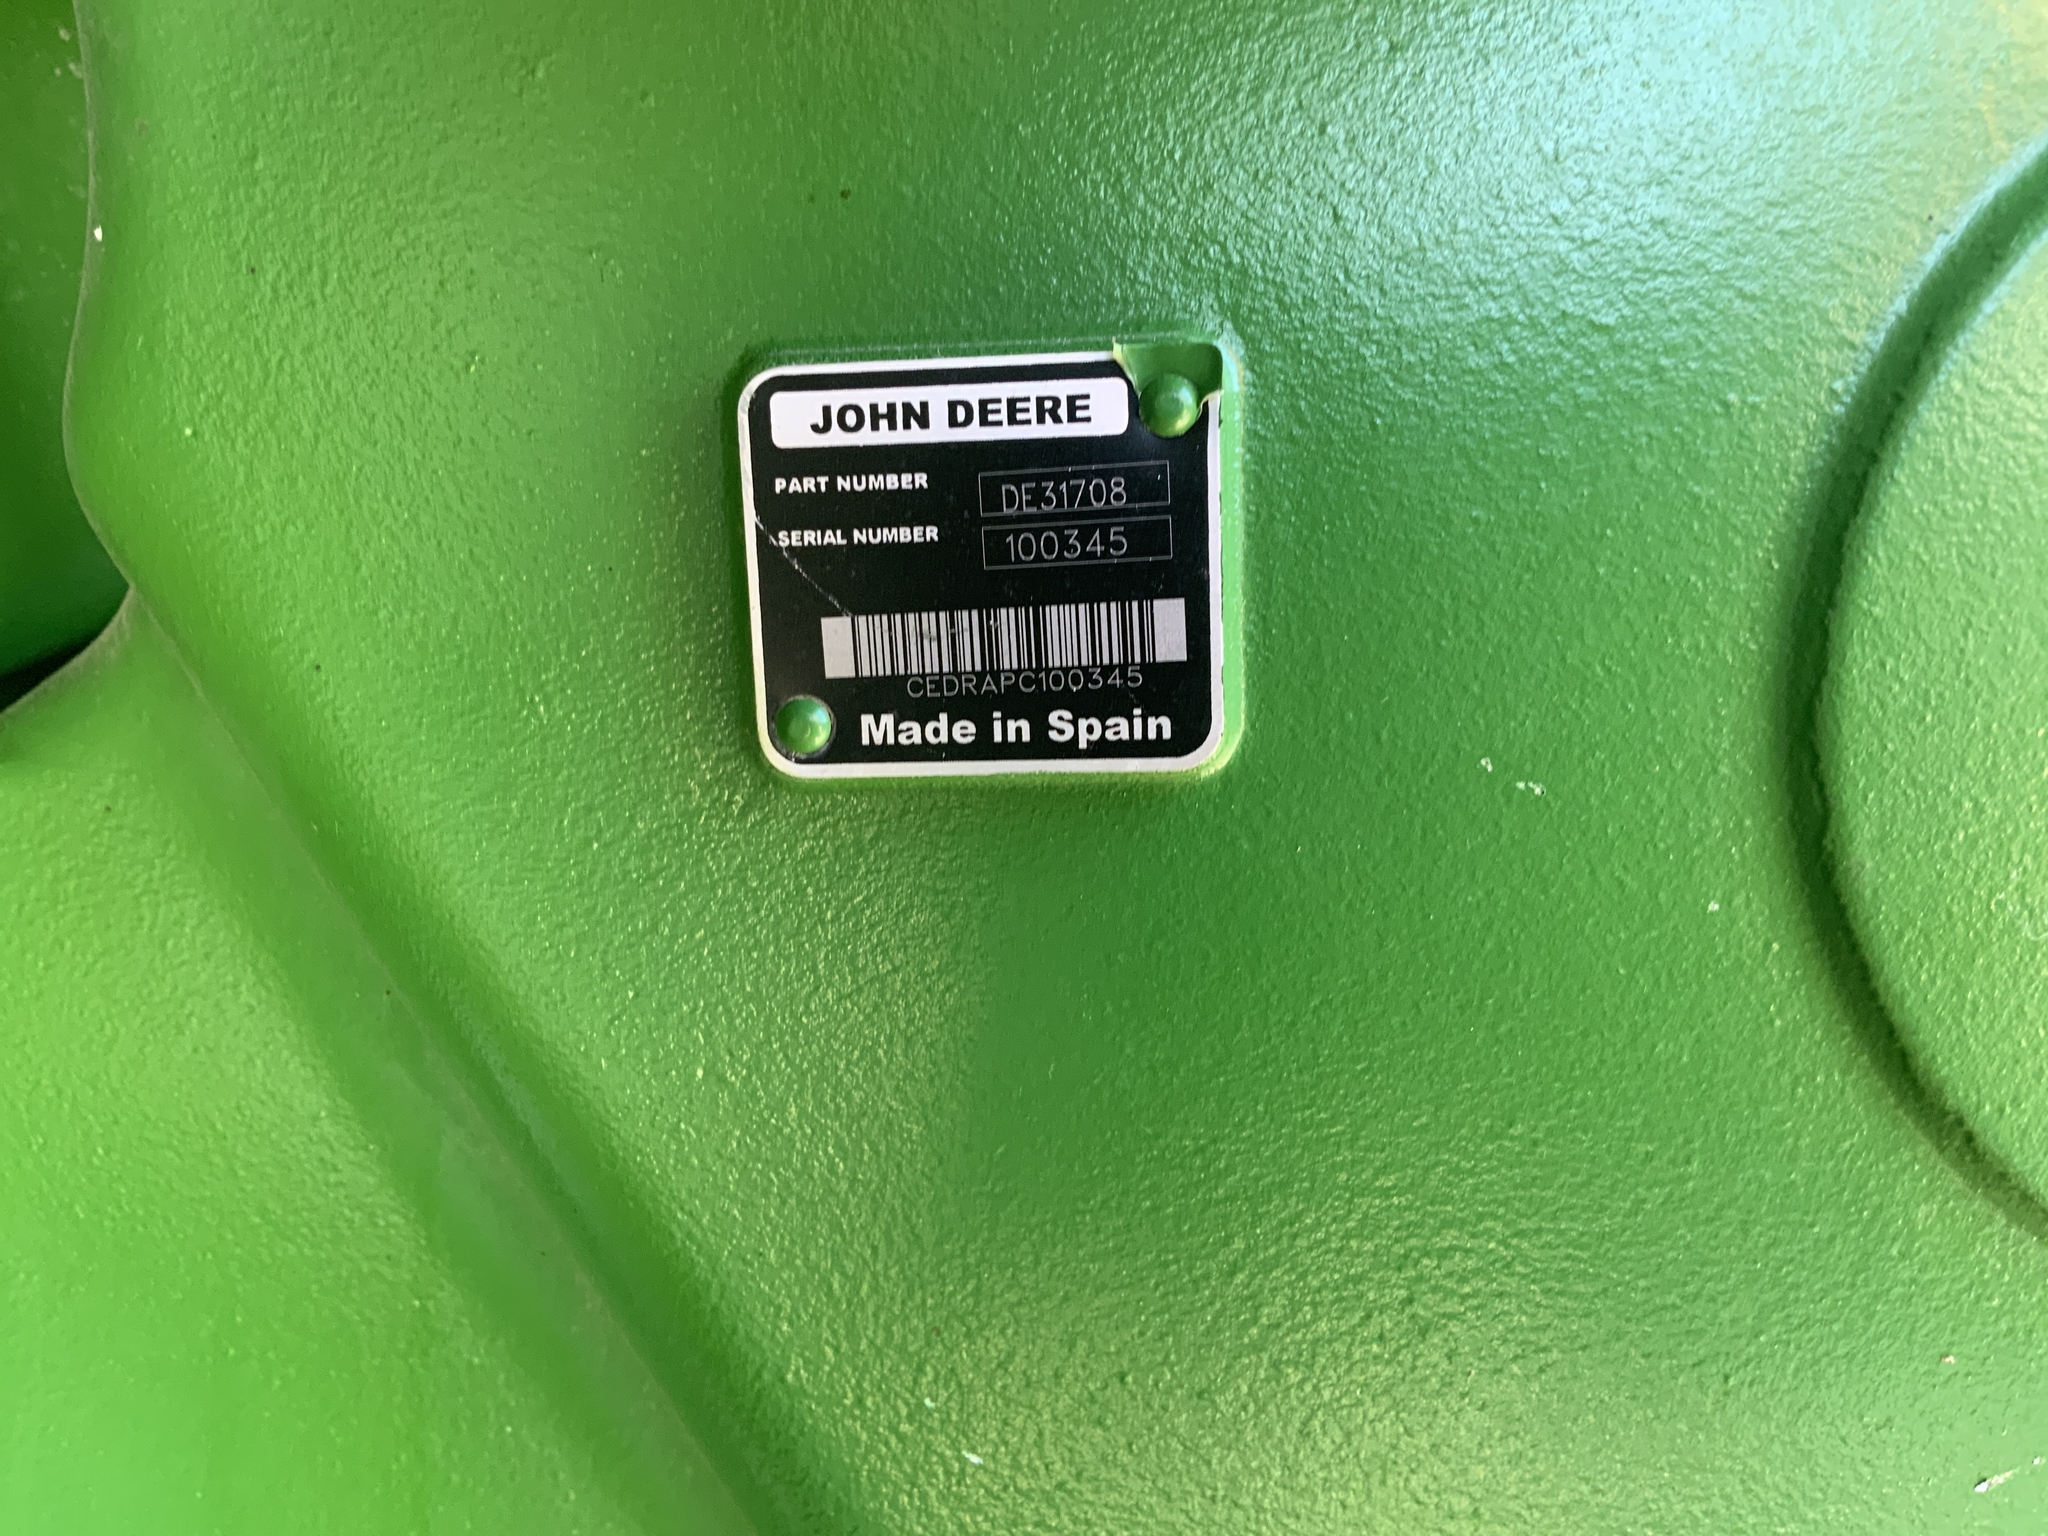 JOHN DEERE
PART NUMBER DE31708
SERIAL NUMBER 100345
CEDRAPC100345
Made in Spain